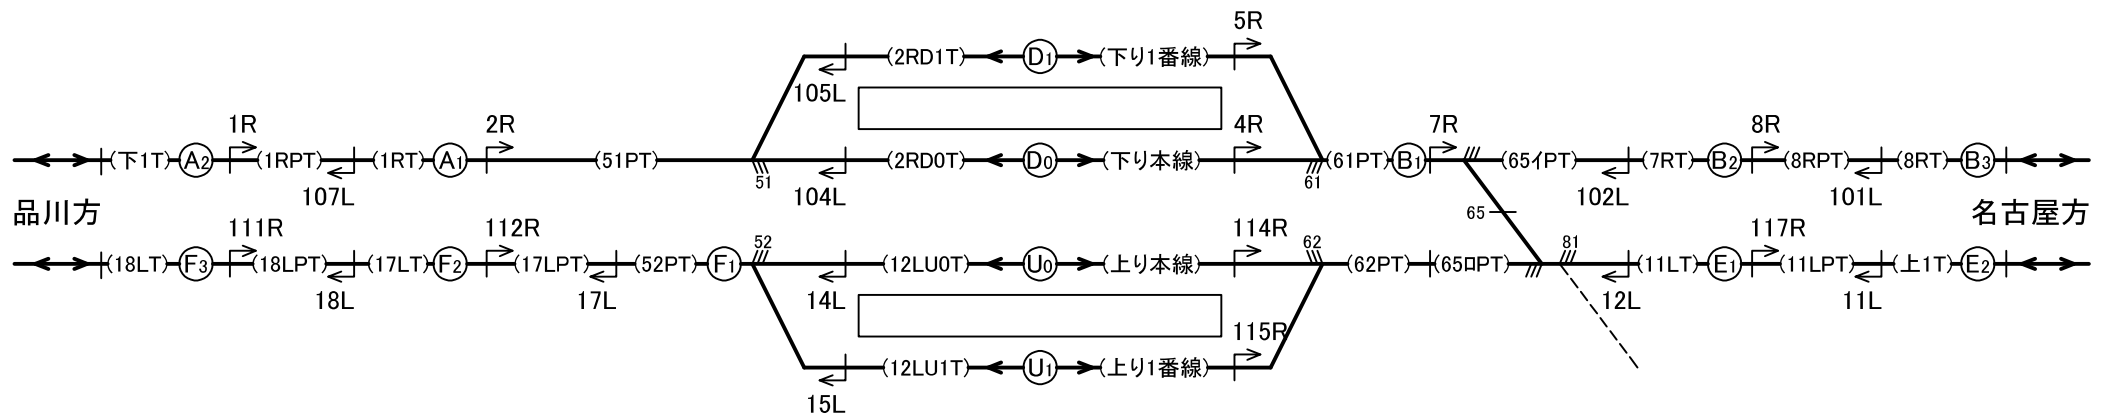 5R
(2RD1T) D1 (下り1番線)
105L
1R 2R 4R 7R 8R
(下1T) A2 (1RPT) (1RT) A1 (51PT) (2RD0T) D0 (下り本線) (61PT) B1 (65イPT) (7RT) B2 (8RPT) (8RT) B3
107L 51 104L 61 102L 101L
品川方 65 名古屋方
111R 112R 52 114R 62 81 117R
(18LT) F3 (18LPT) (17LT) F2 (17LPT) (52PT) F1 (12LU0T) U0 (上り本線) (62PT) (65ロPT) (11LT) E1 (11LPT) (上1T) E2
18L 17L 14L 12L 11L
115R
(12LU1T) U1 (上り1番線)
15L